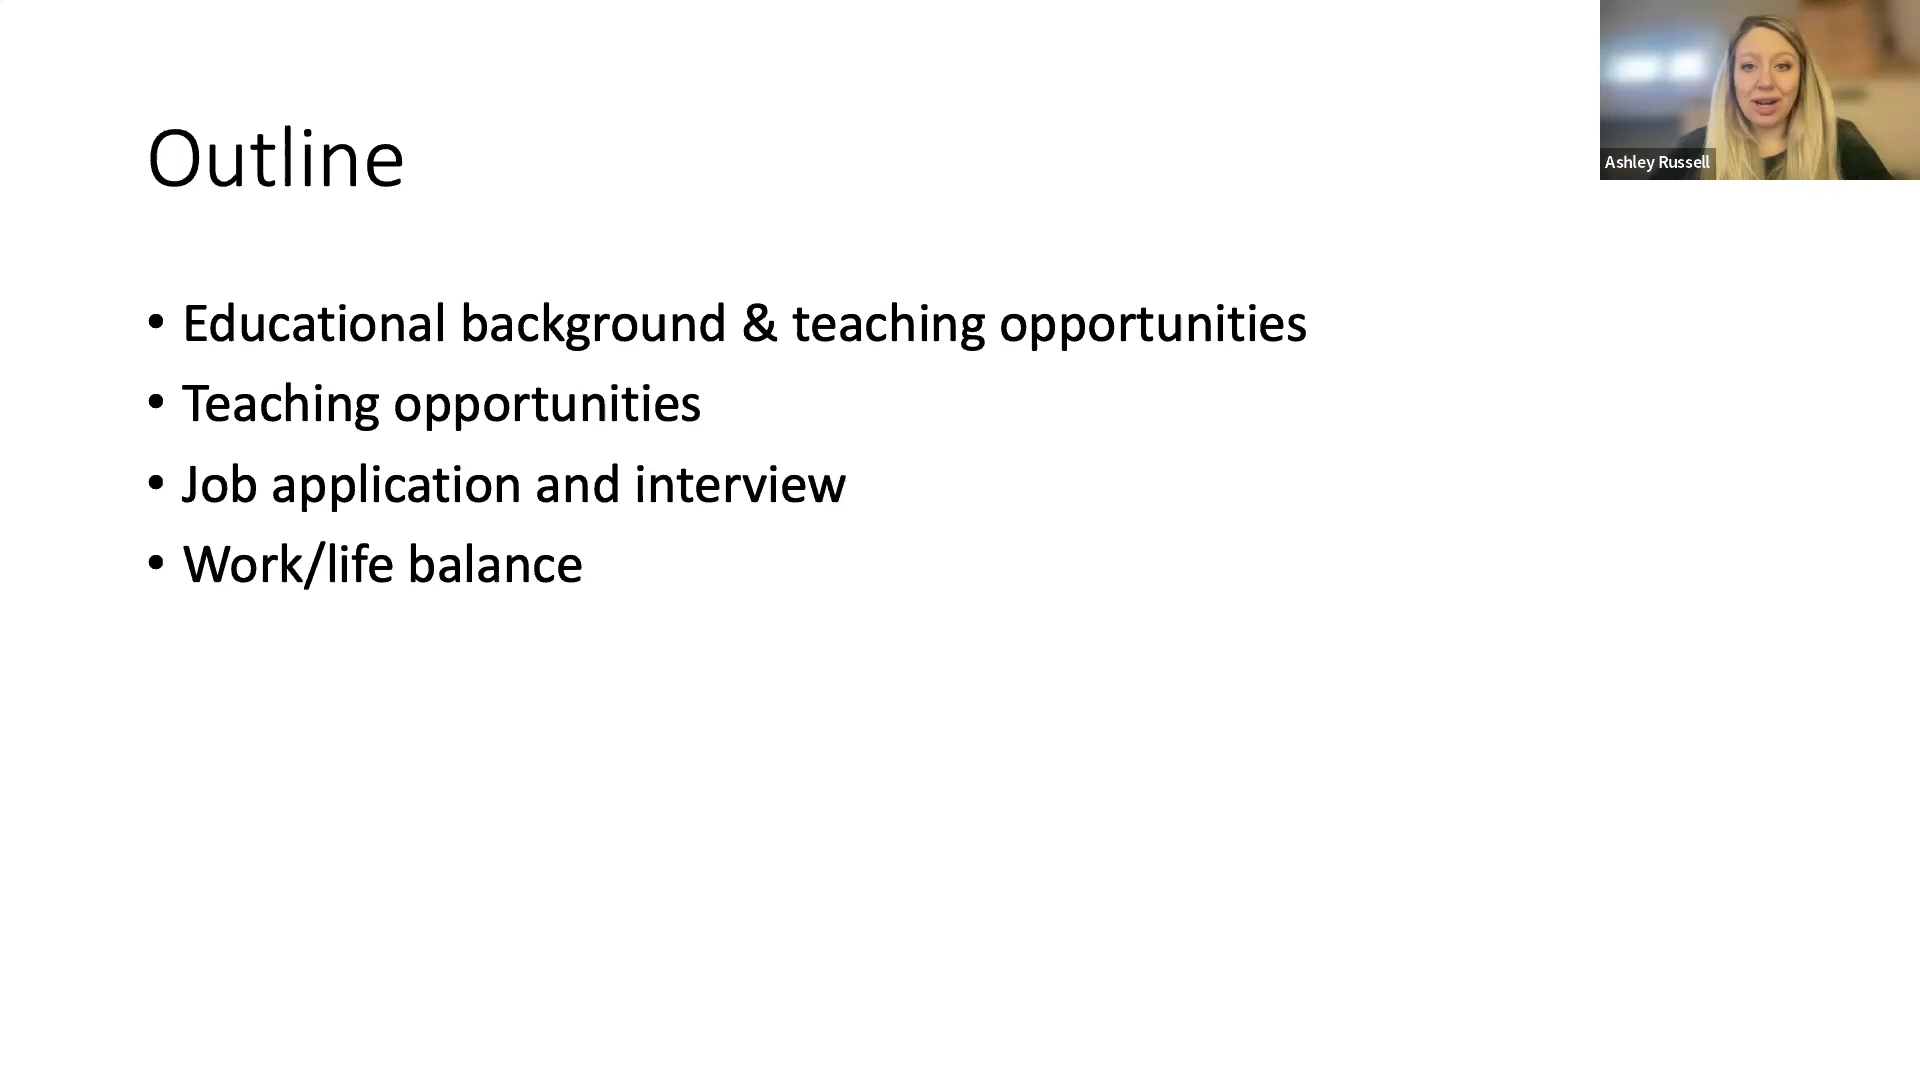 Outline
• Educational background & teaching opportunities
• Teaching opportunities
• Job application and interview
• Work/life balance
Ashley Russell